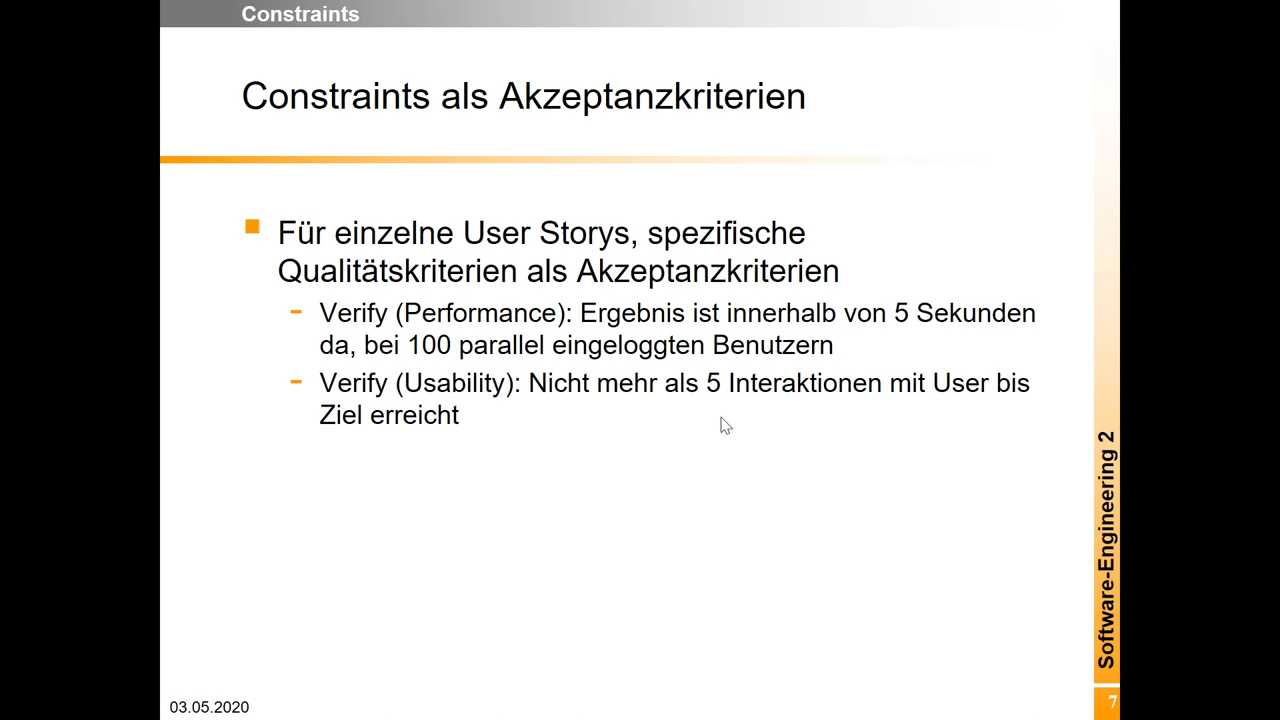 Constraints
Constraints als Akzeptanzkriterien
Für einzelne User Storys, spezifische
Qualitätskriterien als Akzeptanzkriterien
- Verify (Performance): Ergebnis ist innerhalb von 5 Sekunden
da, bei 100 parallel eingeloggten Benutzern
- Verify (Usability): Nicht mehr als 5 Interaktionen mit User bis
Ziel erreicht
Software-Engineering 2
03.05.2020
7